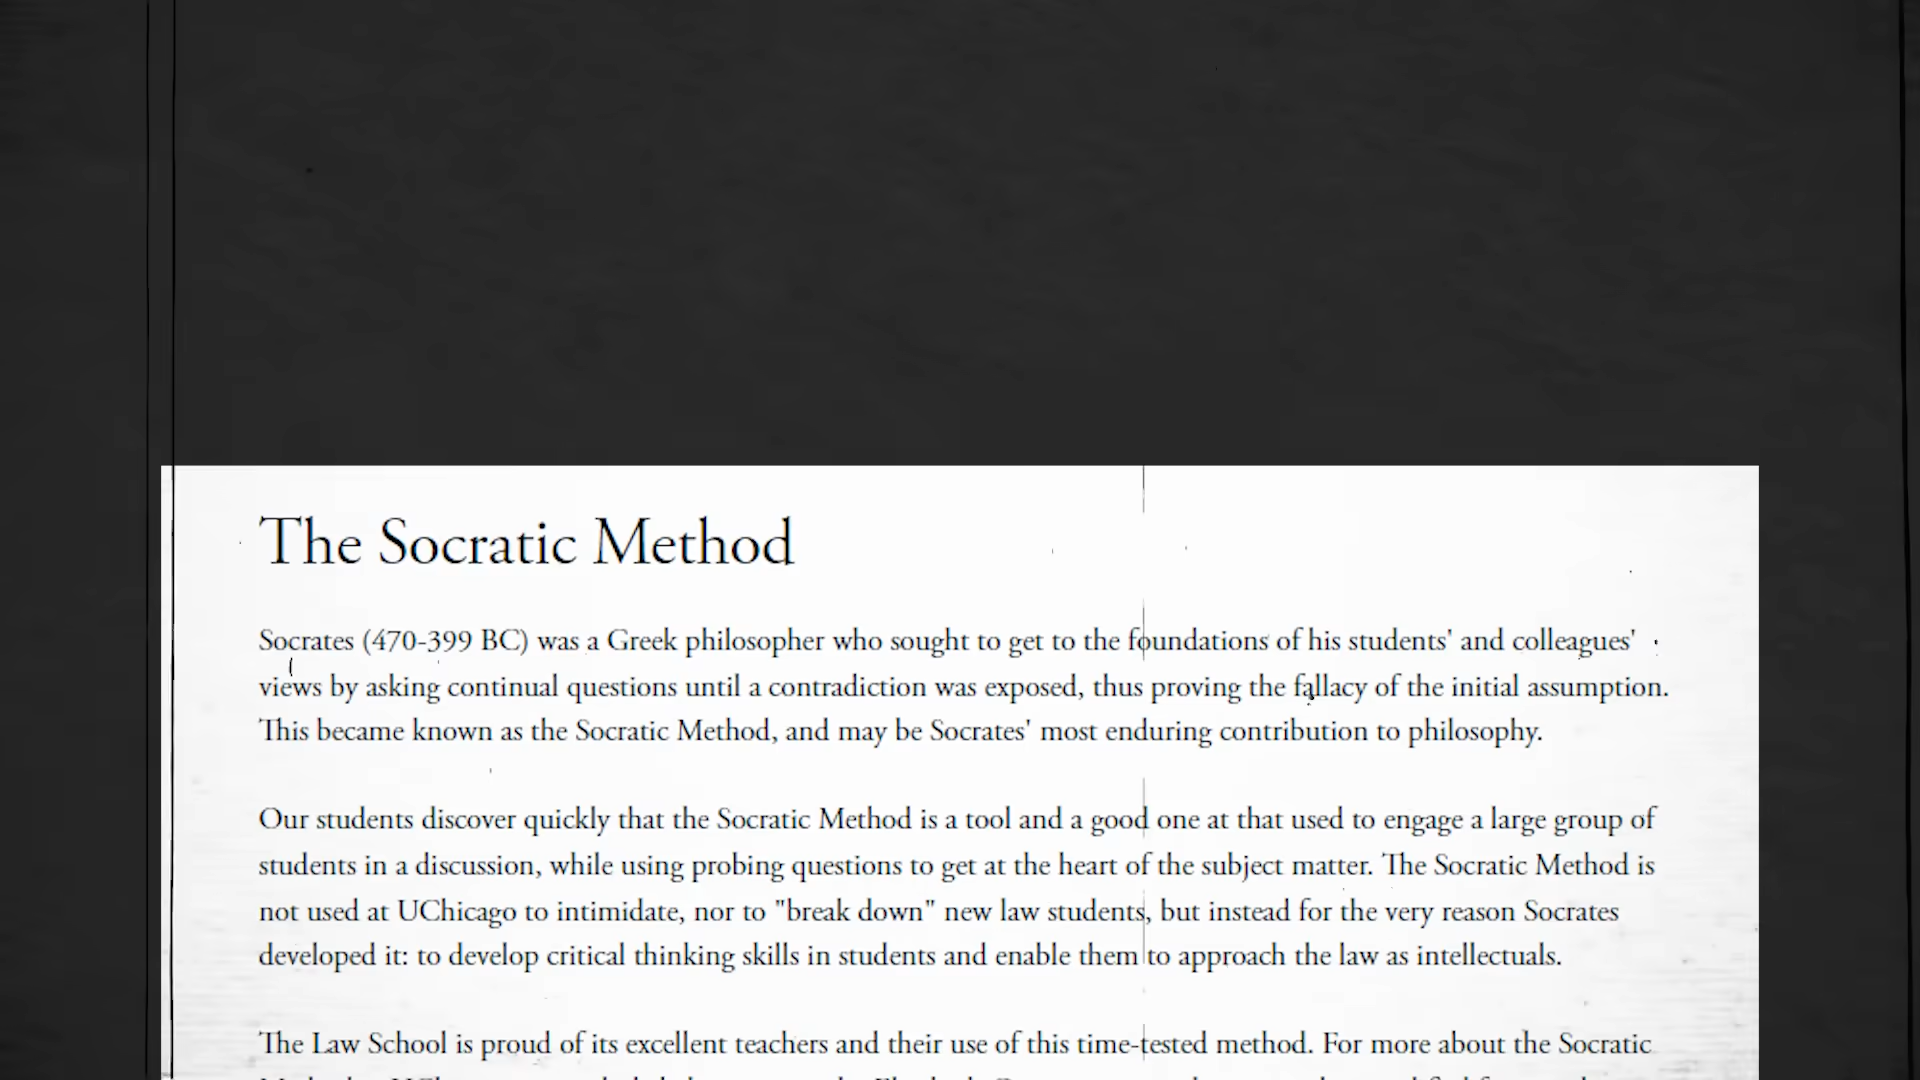 The Socratic Method
Socrates (470-399 BC) was a Greek philosopher who sought to get to the foundations of his students' and colleagues'
views by asking continual questions until a contradiction was exposed, thus proving the fallacy of the initial assumption.
This became known as the Socratic Method, and may be Socrates' most enduring contribution to philosophy.
Our students discover quickly that the Socratic Method is a tool and a good one at that used to engage a large group of
students in a discussion, while using probing questions to get at the heart of the subject matter. The Socratic Method is
not used at UChicago to intimidate, nor to "break down" new law students, but instead for the very reason Socrates
developed it: to develop critical thinking skills in students and enable them to approach the law as intellectuals.
The Law School is proud of its excellent teachers and their use of this time-tested method. For more about the Socratic